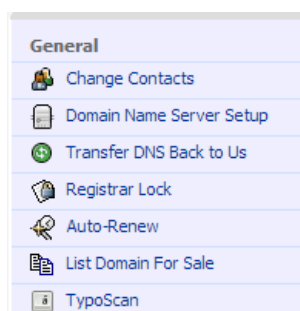 General
Change Contacts
Domain Name Server Setup
Transfer DNS Back to Us
Registrar Lock
Auto-Renew
List Domain For Sale
TypoScan